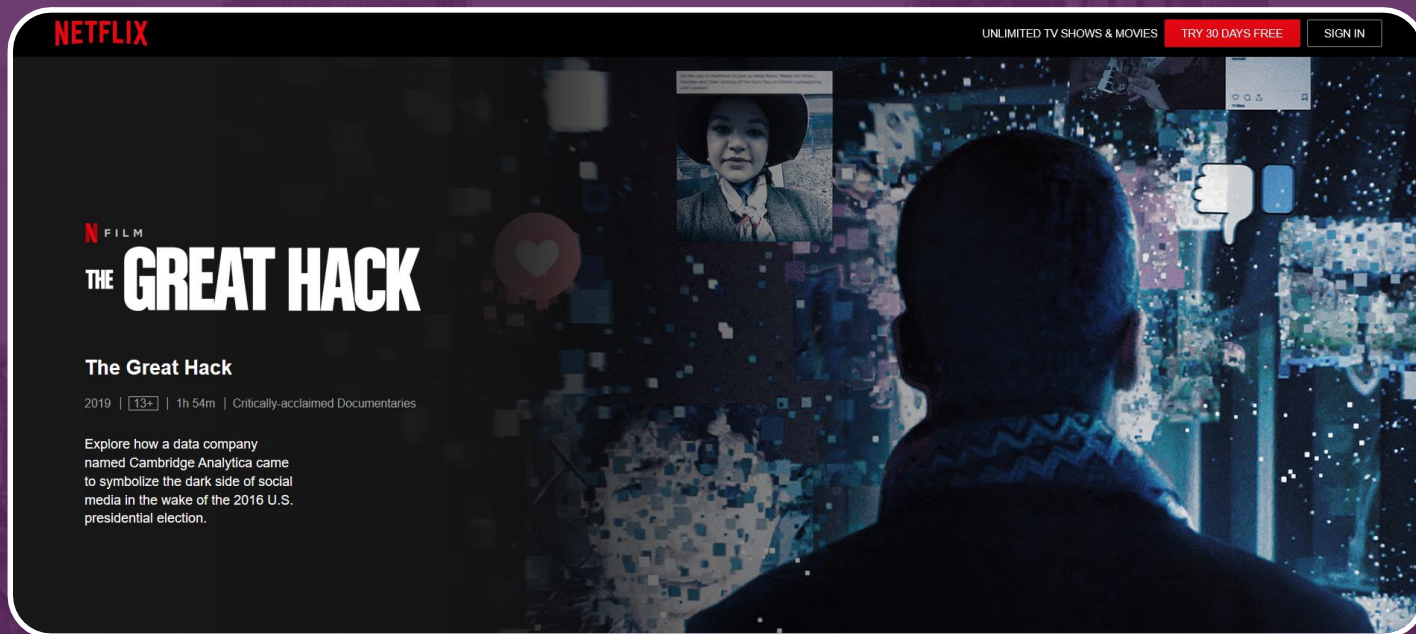 NETFLIX
UNLIMITED TV SHOWS & MOVIES
TRY 30 DAYS FREE
SIGN IN
N FILM
THE GREAT HACK
The Great Hack
2019 | 13+ | 1h 54m | Critically-acclaimed Documentaries
Explore how a data company
named Cambridge Analytica came
to symbolize the dark side of social
media in the wake of the 2016 U.S.
presidential election.